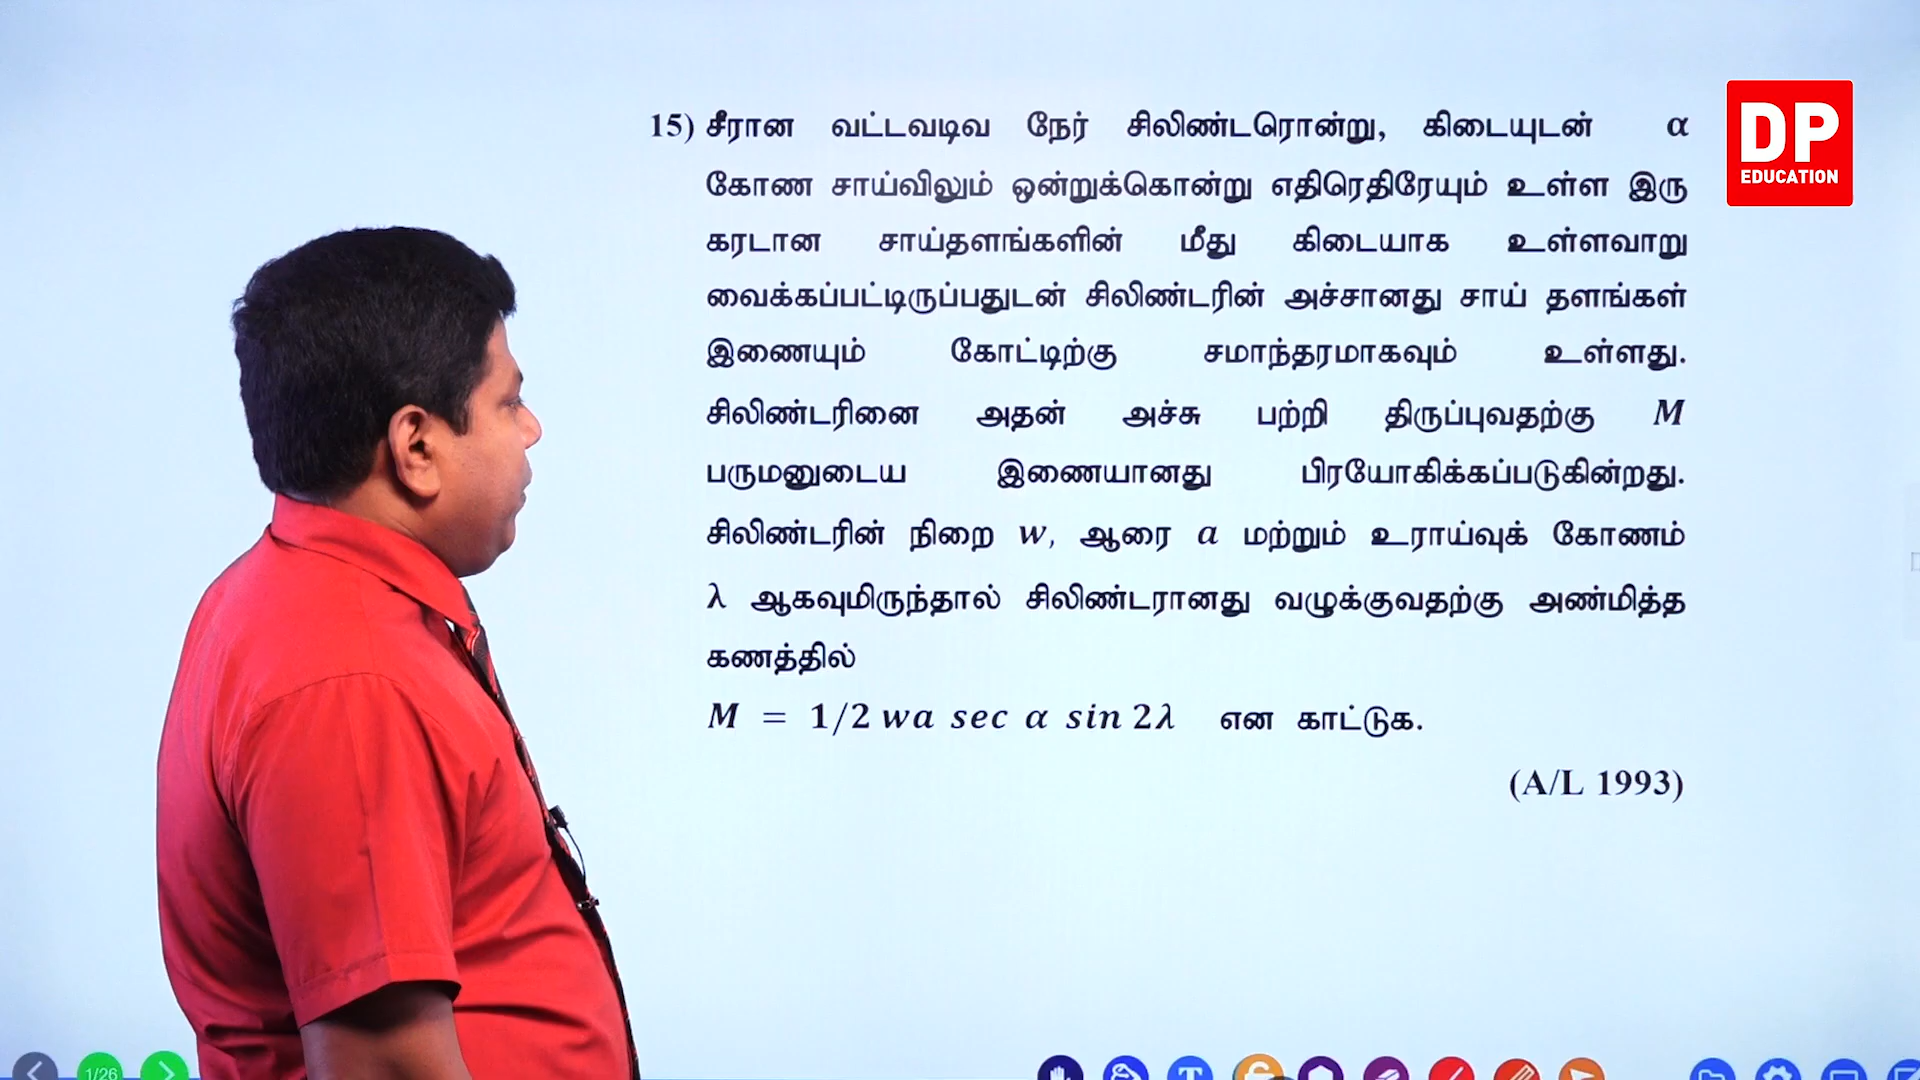 15) சீரான வட்டவடிவ நேர் சிலிண்டரொன்று, கிடையுடன் α
கோண சாய்விலும் ஒன்றுக்கொன்று எதிரெதிரேயும் உள்ள இரு
கரடான சாய்தளங்களின் மீது கிடையாக உள்ளவாறு
வைக்கப்பட்டிருப்பதுடன் சிலிண்டரின் அச்சானது சாய் தளங்கள்
இணையும் கோட்டிற்கு சமாந்தரமாகவும் உள்ளது.
சிலிண்டரினை அதன் அச்சு பற்றி திருப்புவதற்கு M
பருமனுடைய இணையானது பிரயோகிக்கப்படுகின்றது.
சிலிண்டரின் நிறை w, ஆரை a மற்றும் உராய்வுக் கோணம்
λ ஆகவுமிருந்தால் சிலிண்டரானது வழுக்குவதற்கு அண்மித்த
கணத்தில்
M = 1/2 wa sec α sin 2λ என காட்டுக.
(A/L 1993)
DP
EDUCATION
1/26